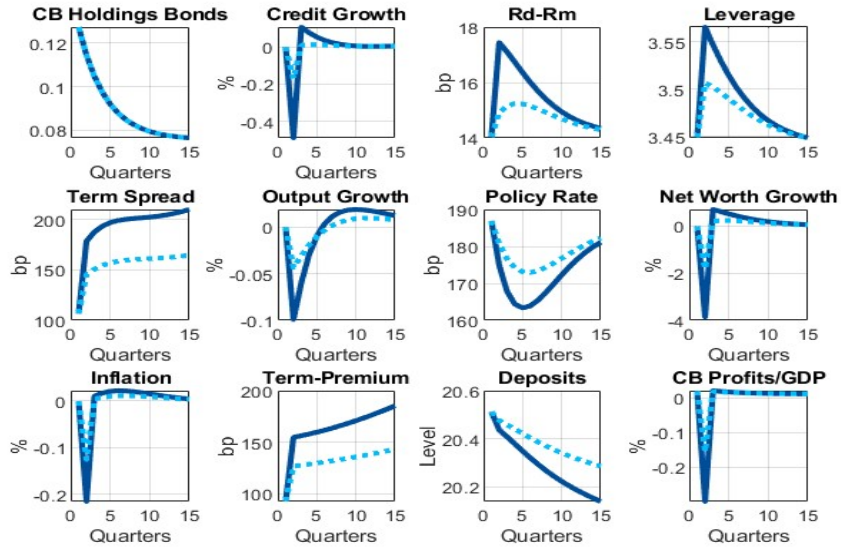 CB Holdings Bonds
0.12
0.1
0.08
0 5 10 15
Quarters
Credit Growth
%
0
-0.2
-0.4
0 5 10 15
Quarters
Rd-Rm
bp
18
16
14
0 5 10 15
Quarters
Leverage
3.55
3.5
3.45
0 5 10 15
Quarters
Term Spread
bp
200
150
100
0 5 10 15
Quarters
Output Growth
%
0
-0.05
-0.1
0 5 10 15
Quarters
Policy Rate
bp
190
180
170
160
0 5 10 15
Quarters
Net Worth Growth
%
0
-2
-4
0 5 10 15
Quarters
Inflation
%
0
-0.1
-0.2
0 5 10 15
Quarters
Term-Premium
bp
200
150
100
0 5 10 15
Quarters
Deposits
Level
20.6
20.4
20.2
0 5 10 15
Quarters
CB Profits/GDP
%
0
-0.1
-0.2
0 5 10 15
Quarters